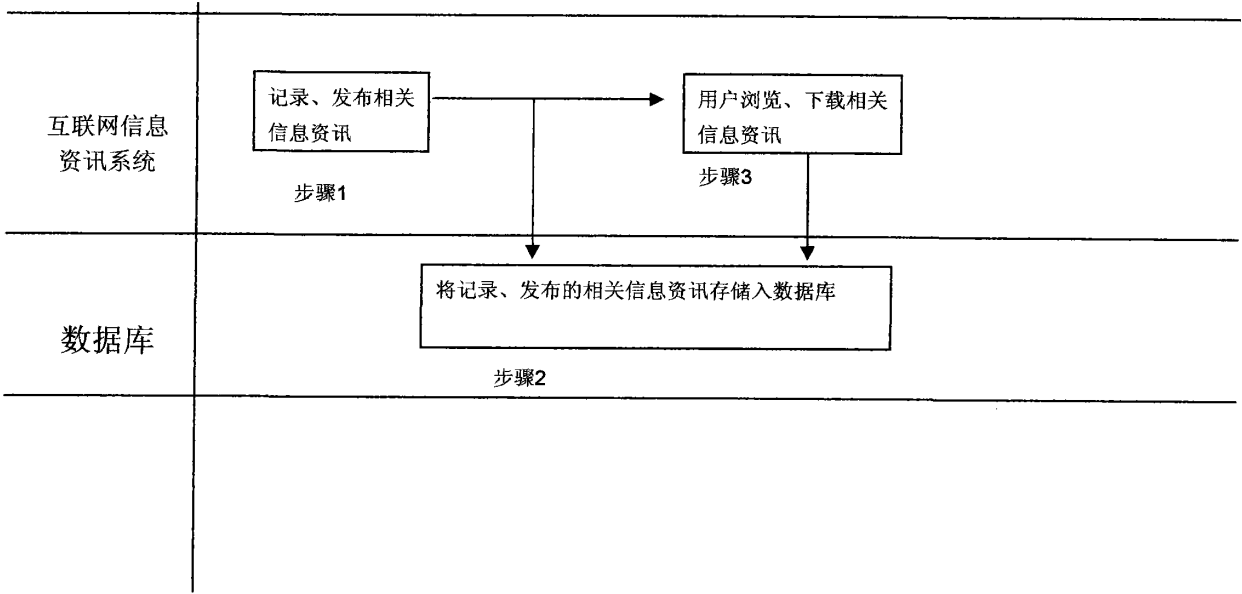 互联网信息
资讯系统
记录、发布相关
信息资讯
步骤1
用户浏览、下载相关
信息资讯
步骤3
数据库
将记录、发布的相关信息资讯存储入数据库
步骤2